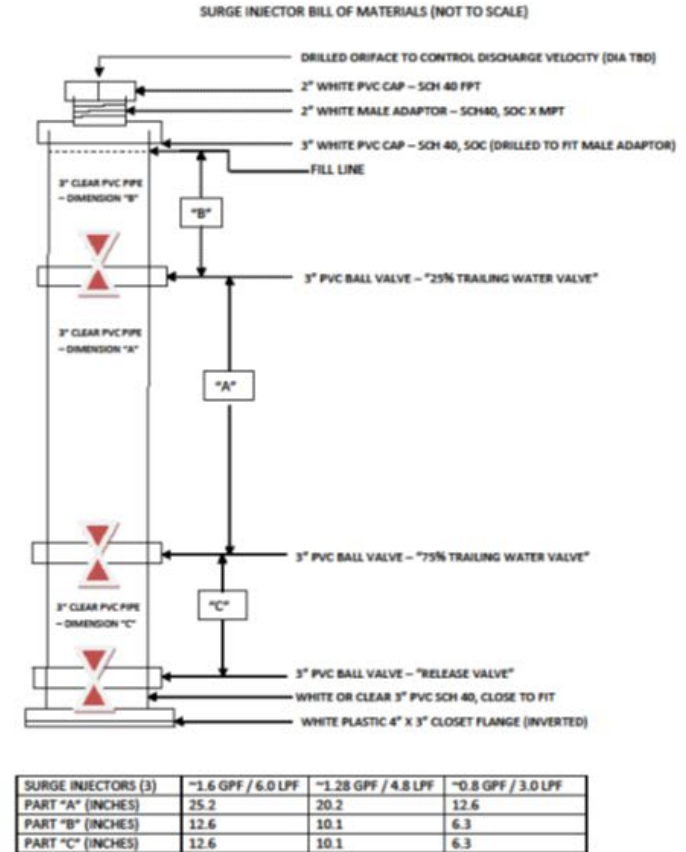 SURGE INJECTOR BILL OF MATERIALS (NOT TO SCALE)
DRILLED ORIFACE TO CONTROL DISCHARGE VELOCITY (DIA TBD)
2" WHITE PVC CAP – SCH 40 FPT
2" WHITE MALE ADAPTOR – SCH40, SOC X MPT
3" WHITE PVC CAP – SCH 40, SOC (DRILLED TO FIT MALE ADAPTOR)
FILL LINE
3" CLEAR PVC PIPE
– DIMENSION "B"
"B"
3" PVC BALL VALVE – "25% TRAILING WATER VALVE"
3" CLEAR PVC PIPE
– DIMENSION "A"
"A"
3" PVC BALL VALVE – "75% TRAILING WATER VALVE"
3" CLEAR PVC PIPE
– DIMENSION "C"
"C"
3" PVC BALL VALVE – "RELEASE VALVE"
WHITE OR CLEAR 3" PVC SCH 40, CLOSE TO FIT
WHITE PLASTIC 4" X 3" CLOSET FLANGE (INVERTED)
SURGE INJECTORS (3) ~1.6 GPF / 6.0 LPF ~1.28 GPF / 4.8 LPF ~0.8 GPF / 3.0 LPF
PART "A" (INCHES) 25.2 20.2 12.6
PART "B" (INCHES) 12.6 10.1 6.3
PART "C" (INCHES) 12.6 10.1 6.3